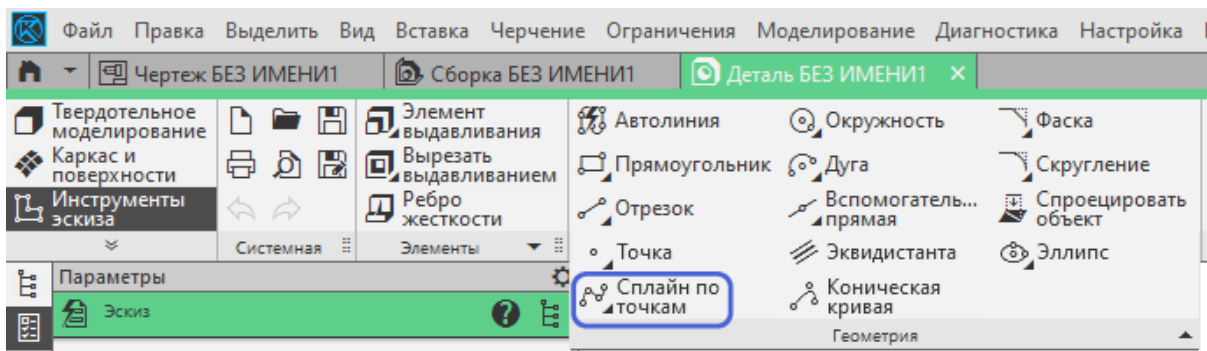 Файл Правка Выделить Вид Вставка Черчение Ограничения Моделирование Диагностика Настройка
Чертеж БЕЗ ИМЕНИ1 Сборка БЕЗ ИМЕНИ1 Деталь БЕЗ ИМЕНИ1
Твердотельное
моделирование
Каркас и
поверхности
Инструменты
эскиза
Системная
Элемент
выдавливания
Вырезать
выдавливанием
Ребро
жесткости
Элементы
Автолиния Окружность Фаска
Прямоугольник Дуга Скругление
Отрезок
Вспомогатель...
прямая
Спроецировать
объект
Точка Эквидистанта Эллипс
Сплайн по
точкам
Коническая
кривая
Геометрия
Параметры
Эскиз